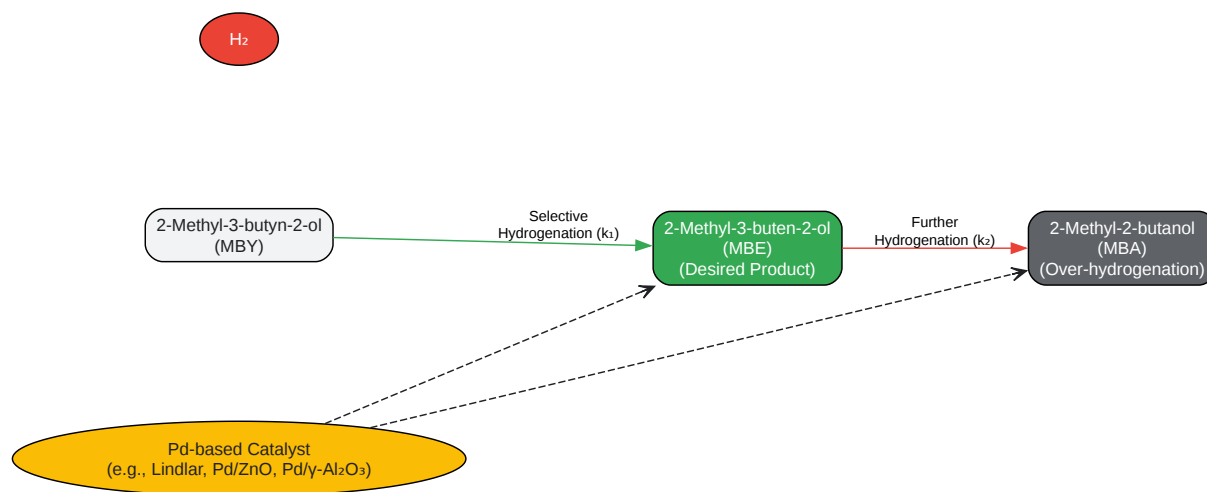 H₂
2-Methyl-3-butyn-2-ol
(MBY)
Selective
Hydrogenation (k₁)
2-Methyl-3-buten-2-ol
(MBE)
(Desired Product)
Further
Hydrogenation (k₂)
2-Methyl-2-butanol
(MBA)
(Over-hydrogenation)
Pd-based Catalyst
(e.g., Lindlar, Pd/ZnO, Pd/γ-Al₂O₃)